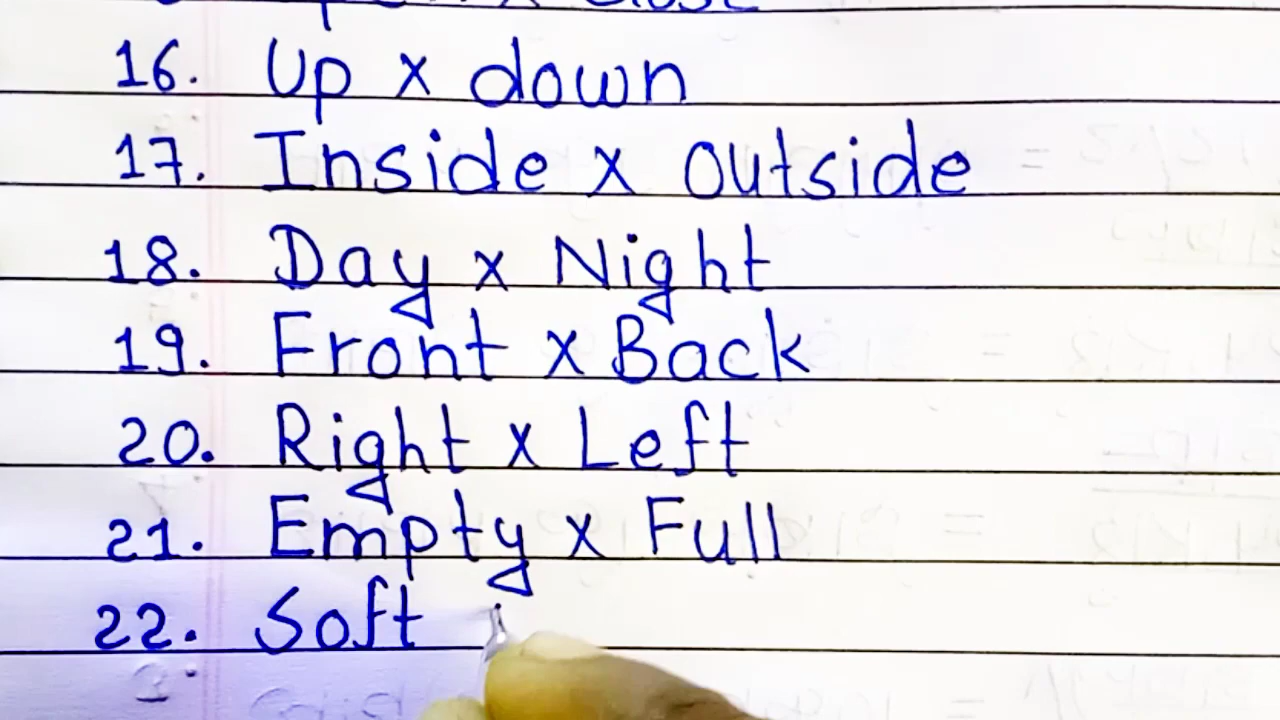 16. Up x down
17. Inside x outside
18. Day x Night
19. Front x Back
20. Right x Left
21. Empty x Full
22. Soft